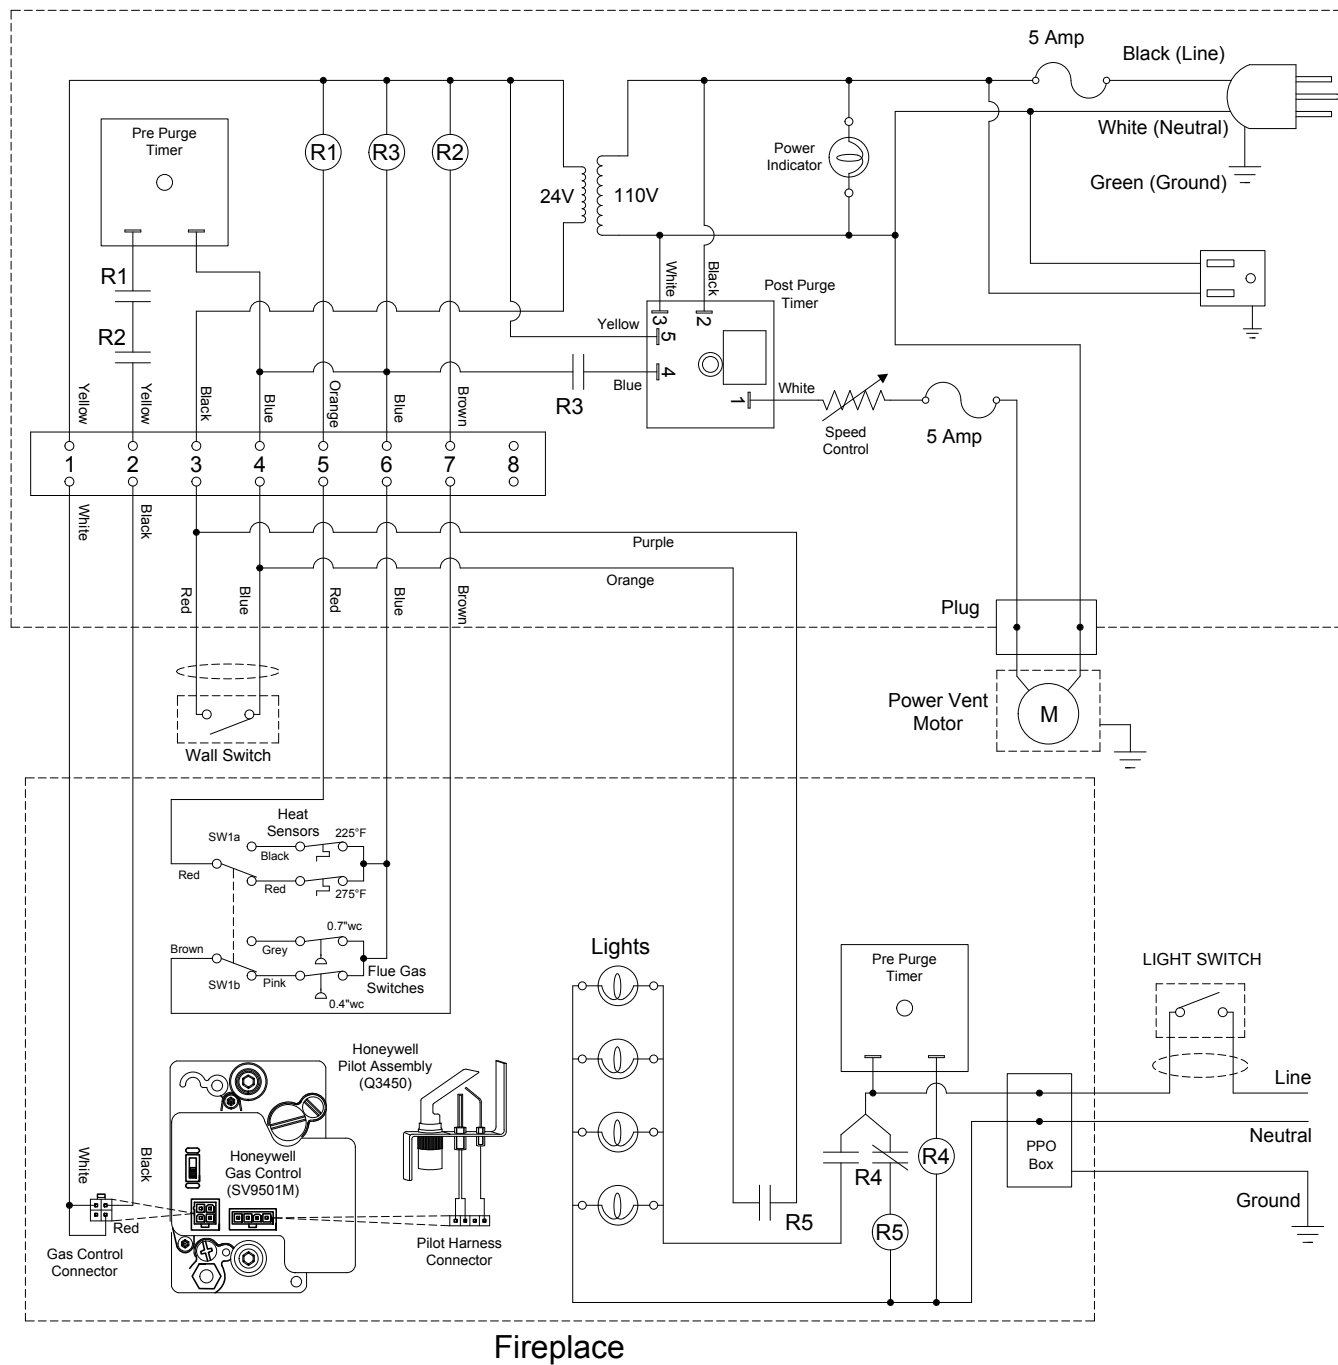 5 Amp
Black (Line)
White (Neutral)
Green (Ground)
Pre Purge
Timer
R1
R3
R2
24V
110V
Power
Indicator
R1
R2
White
Black
Post Purge
Timer
3
2
5
4
1
Yellow
Blue
R3
White
Speed
Control
5 Amp
Yellow
Yellow
Black
Blue
Orange
Blue
Brown
1
2
3
4
5
6
7
8
White
Black
Purple
Orange
Red
Blue
Red
Blue
Brown
Plug
Wall Switch
Power Vent
Motor
M
Heat
Sensors
SW1a
225°F
Black
Red
Red
275°F
0.7"wc
Brown
Grey
SW1b
Pink
Flue Gas
Switches
0.4"wc
Lights
Pre Purge
Timer
LIGHT SWITCH
Honeywell
Pilot Assembly
(Q3450)
Line
Neutral
PPO
Box
Ground
White
Black
Honeywell
Gas Control
(SV9501M)
R4
R4
R5
R5
Red
Gas Control
Connector
Pilot Harness
Connector
Fireplace